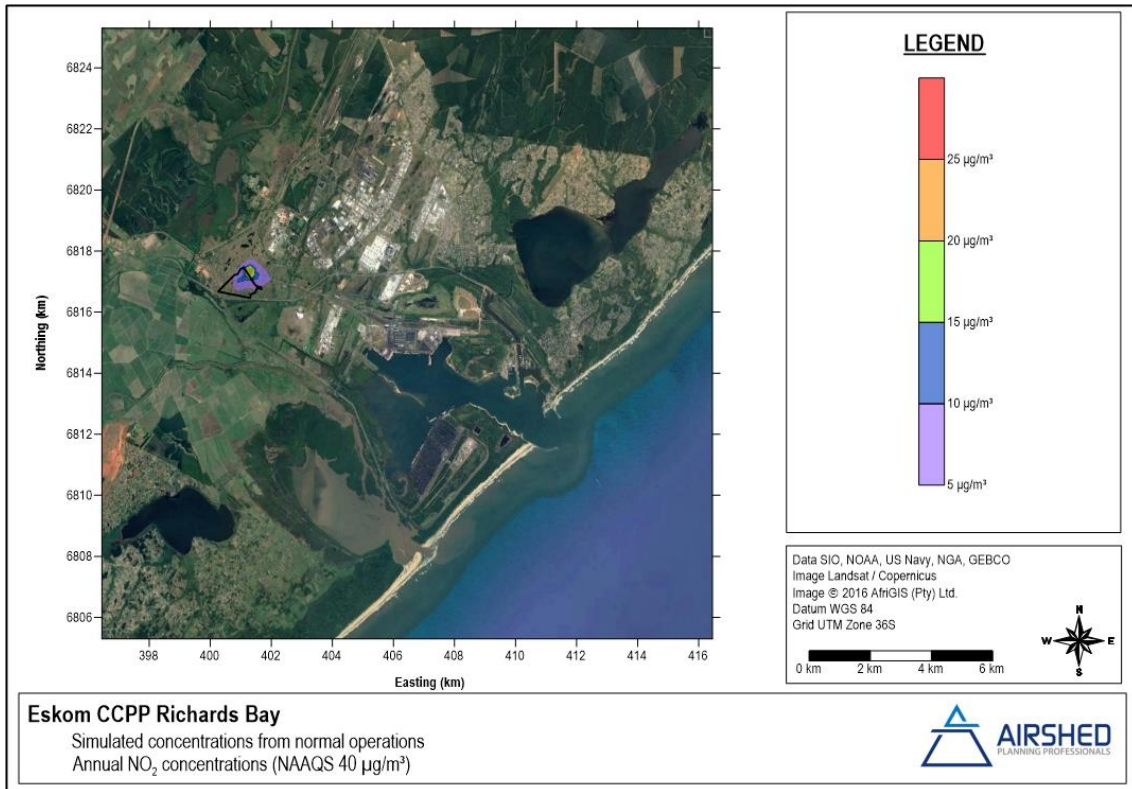 6824
6822
6820
6818
6816
6814
6812
6810
6808
6806
Northing (km)
398 400 402 404 406 408 410 412 414 416
Easting (km)
LEGEND
25 µg/m³
20 µg/m³
15 µg/m³
10 µg/m³
5 µg/m³
Data SIO, NOAA, US Navy, NGA, GEBCO
Image Landsat / Copernicus
Image © 2016 AfriGIS (Pty) Ltd.
Datum WGS 84
Grid UTM Zone 36S
0 km 2 km 4 km 6 km
N
W E
S
Eskom CCPP Richards Bay
Simulated concentrations from normal operations
Annual NO₂ concentrations (NAAQS 40 µg/m³)
AIRSHED
PLANNING PROFESSIONALS